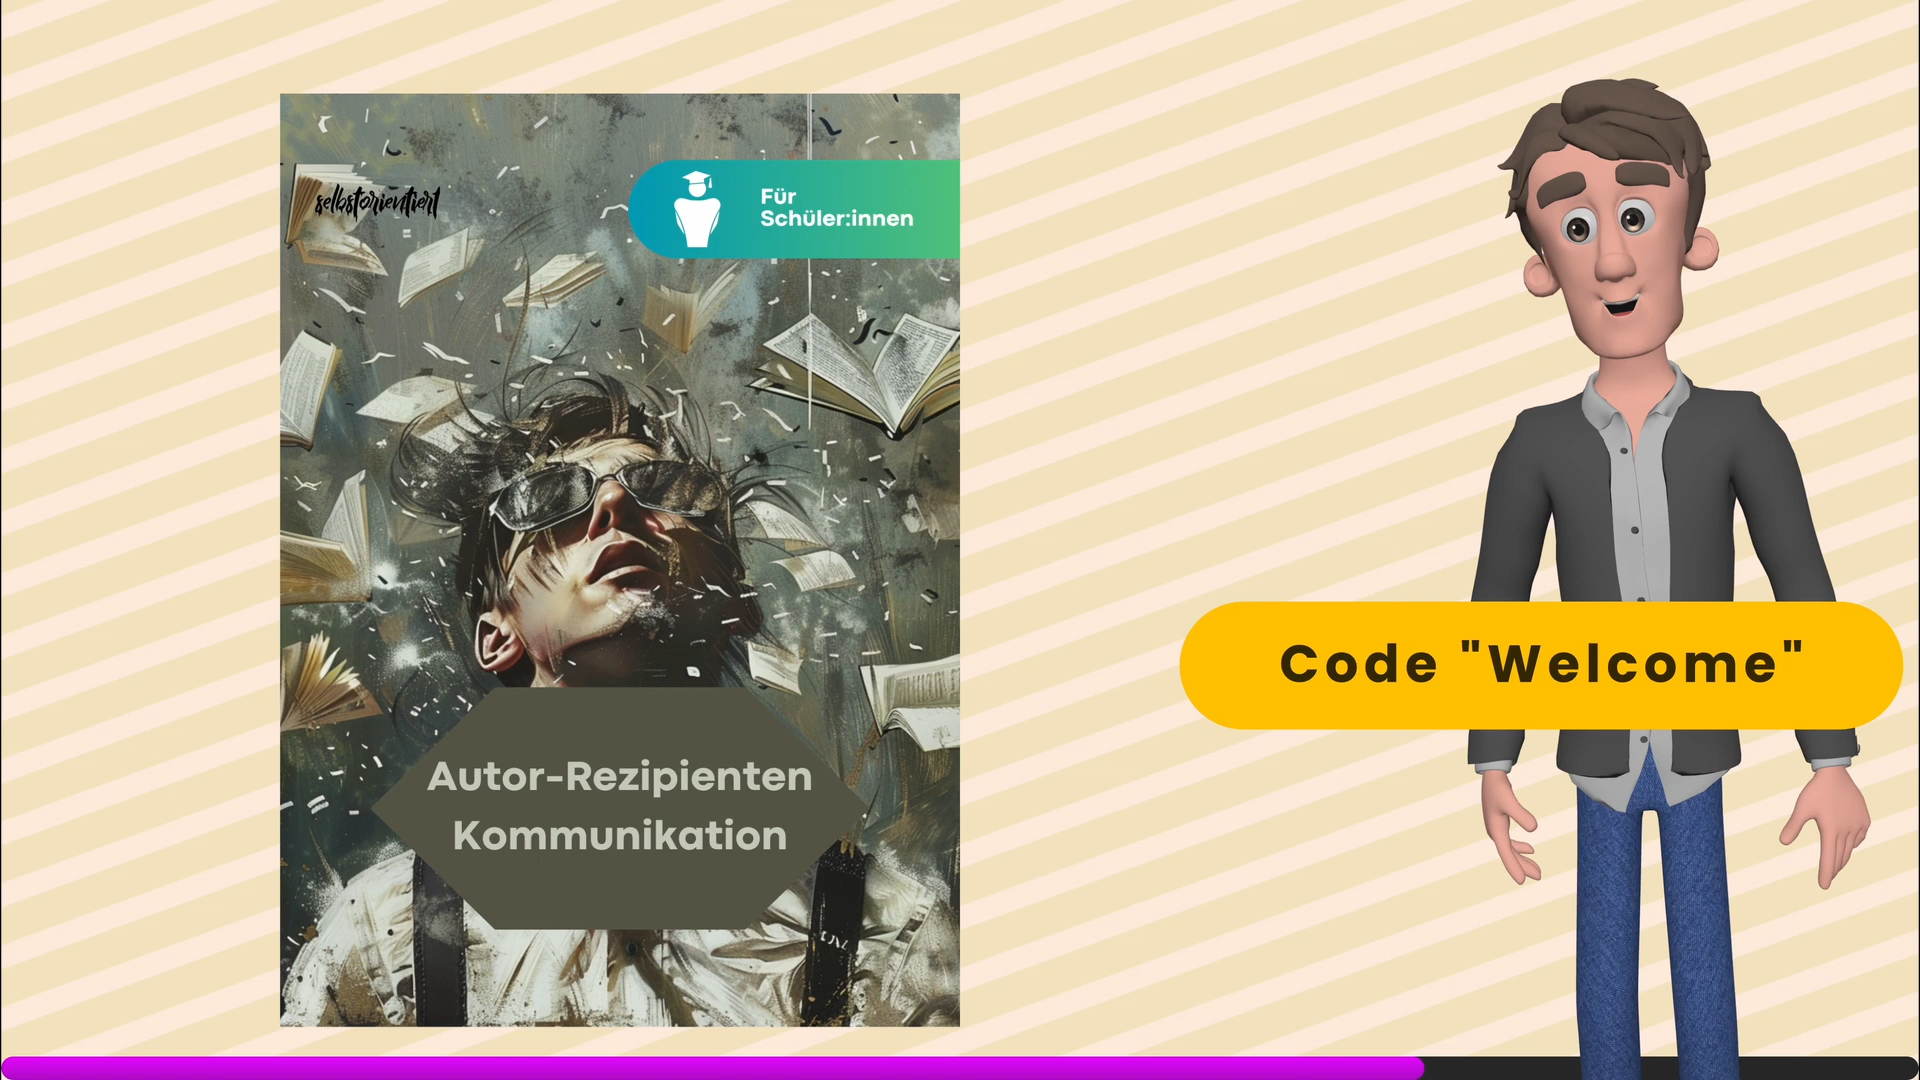 selbstorientiert
Für
Schüler:innen
Autor-Rezipienten
Kommunikation
Code "Welcome"